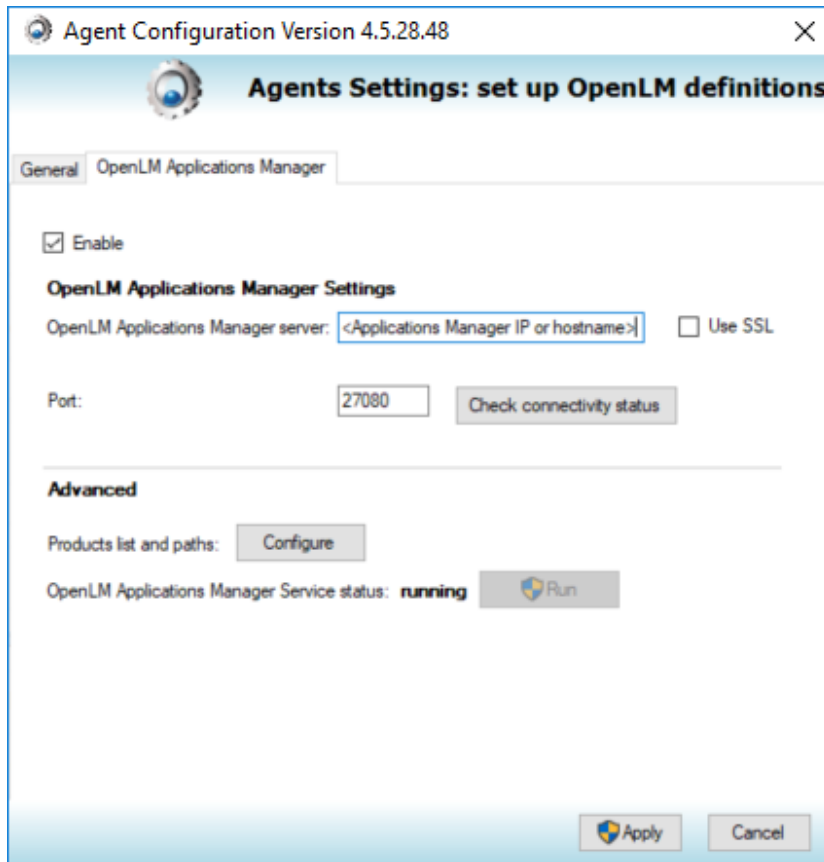 Agent Configuration Version 4.5.28.48
Agents Settings: set up OpenLM definitions
General OpenLM Applications Manager
Enable
OpenLM Applications Manager Settings
OpenLM Applications Manager server: <Applications Manager IP or hostname> Use SSL
Port: 27080 Check connectivity status
Advanced
Products list and paths: Configure
OpenLM Applications Manager Service status: running Run
Apply Cancel